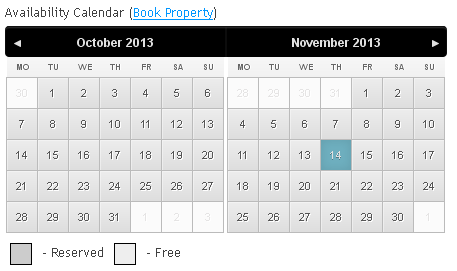 Availability Calendar (Book Property)
◄ October 2013 November 2013 ►
MO TU WE TH FR SA SU MO TU WE TH FR SA SU
30 1 2 3 4 5 6 28 29 30 31 1 2 3
7 8 9 10 11 12 13 4 5 6 7 8 9 10
14 15 16 17 18 19 20 11 12 13 14 15 16 17
21 22 23 24 25 26 27 18 19 20 21 22 23 24
28 29 30 31 1 2 3 25 26 27 28 29 30 1
- Reserved - Free